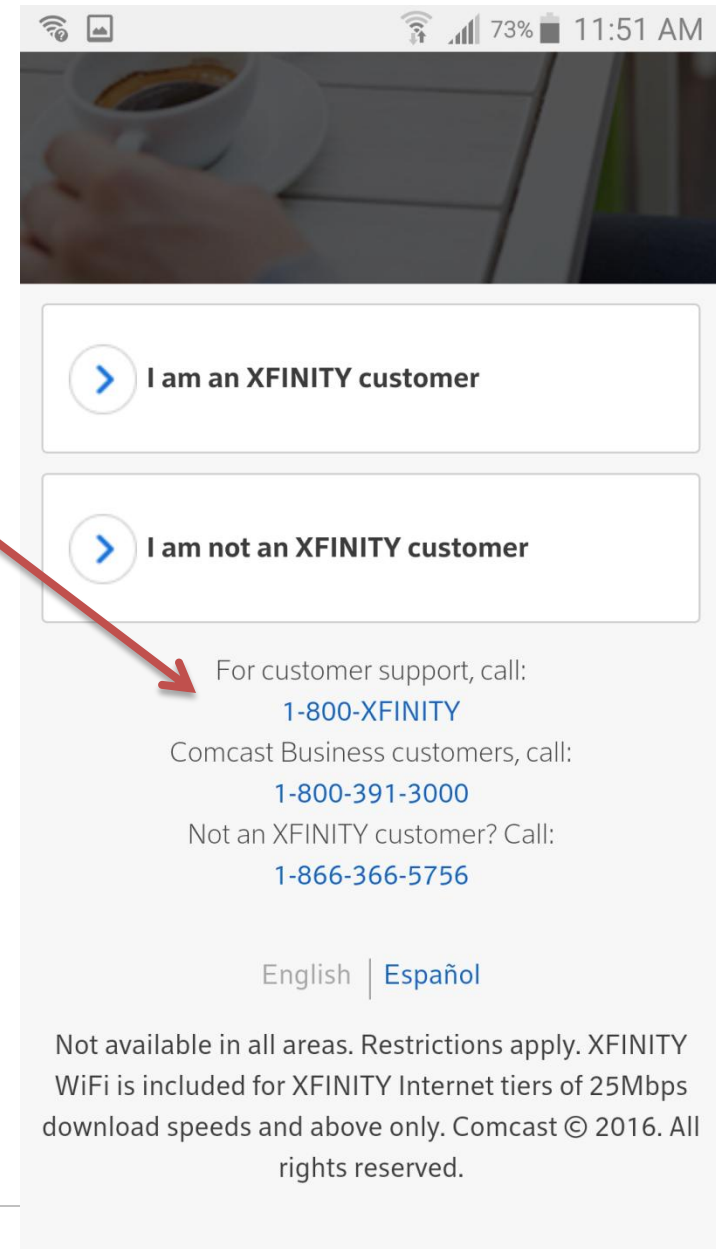 73% 11:51 AM
I am an XFINITY customer
I am not an XFINITY customer
For customer support, call:
1-800-XFINITY
Comcast Business customers, call:
1-800-391-3000
Not an XFINITY customer? Call:
1-866-366-5756
English | Español
Not available in all areas. Restrictions apply. XFINITY
WiFi is included for XFINITY Internet tiers of 25Mbps
download speeds and above only. Comcast © 2016. All
rights reserved.